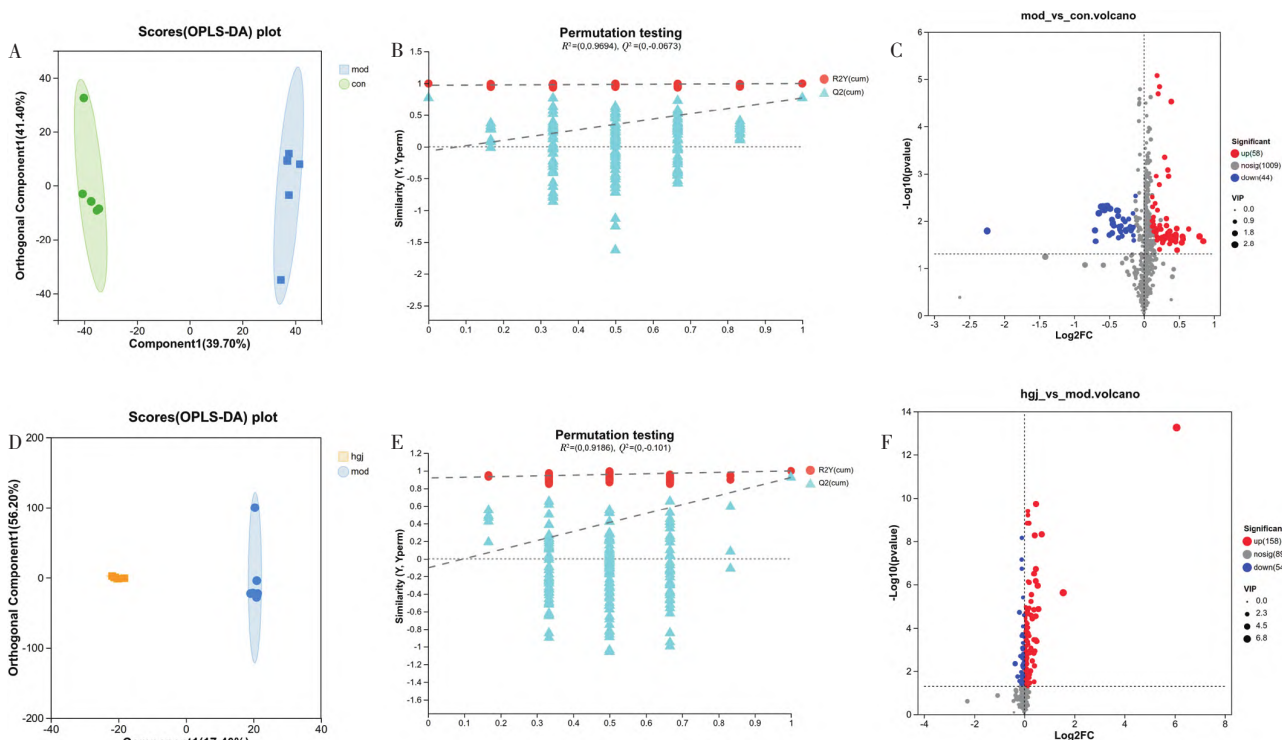 A
Scores(OPLS-DA) plot
Orthogonal Component1(41.40%)
40
20
0
-20
-40
-40
-20
0
20
40
Component1(39.70%)
mod
con
B
Permutation testing
R²=(0,0.9694), Q²=(0,-0.0673)
Similarity (Y, Yperm)
1.5
1
0.5
0
-0.5
-1
-1.5
-2
-2.5
0
0.1
0.2
0.3
0.4
0.5
0.6
0.7
0.8
0.9
1
R2Y(cum)
Q2(cum)
C
mod_vs_con.volcano
-Log10(pvalue)
6
5
4
3
2
1
0
-3
-2.5
-2
-1.5
-1
-0.5
0
0.5
1
Log2FC
Significant
up(58)
nosig(1009)
down(44)
VIP
0.0
0.9
1.8
2.8
D
Scores(OPLS-DA) plot
Orthogonal Component1(56.20%)
200
100
0
-100
-200
-40
-20
0
20
40
hgj
mod
E
Permutation testing
R²=(0,0.9186), Q²=(0,-0.101)
Similarity (Y, Yperm)
1.2
1
0.8
0.6
0.4
0.2
0
-0.2
-0.4
-0.6
-0.8
-1
-1.2
-1.4
-1.6
0
0.1
0.2
0.3
0.4
0.5
0.6
0.7
0.8
0.9
1
R2Y(cum)
Q2(cum)
F
hgj_vs_mod.volcano
-Log10(pvalue)
14
12
10
8
6
4
2
0
-4
-2
0
2
4
6
8
Log2FC
Significant
up(158)
nosig(89
down(54
VIP
0.0
2.3
4.5
6.8